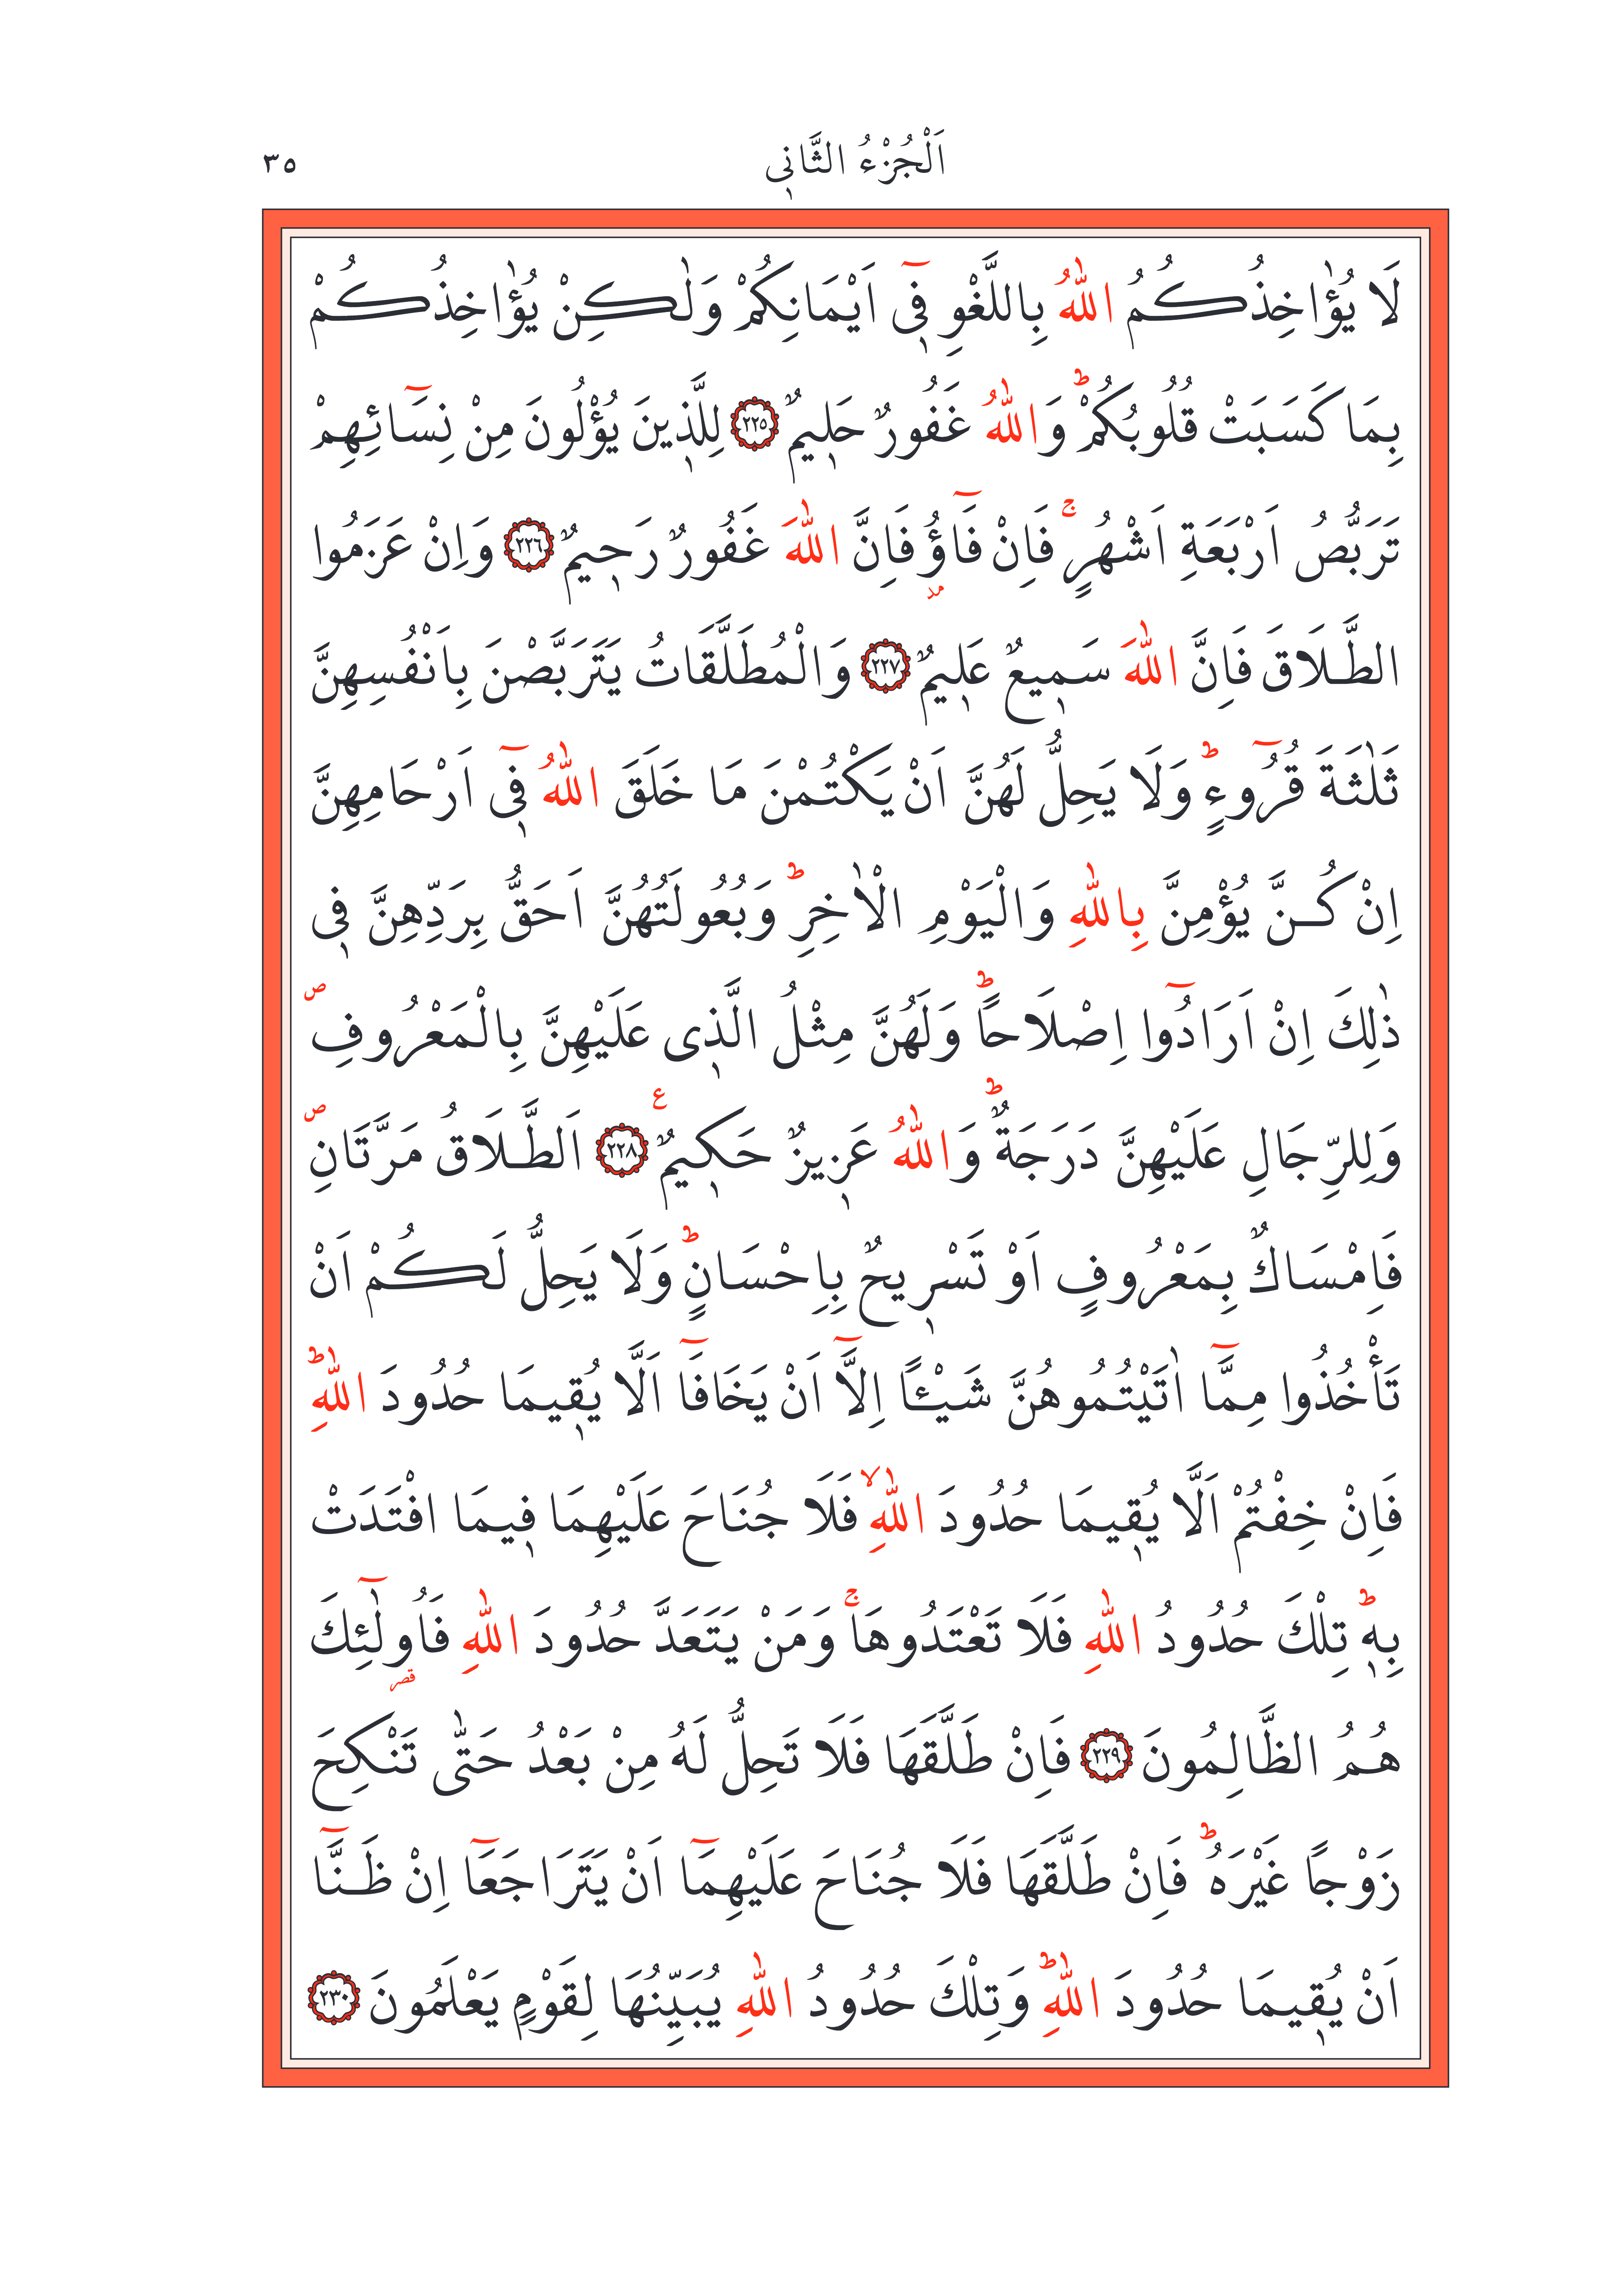 اَلْجُزْءُ الثَّانٖى
٣٥
لَا يُؤٰاخِذُكُمُ اللّٰهُ بِاللَّغْوِ فٖٓى اَيْمَانِكُمْ وَلٰكِنْ يُؤٰاخِذُكُمْ
بِمَا كَسَبَتْ قُلُوبُكُمْؕ وَاللّٰهُ غَفُورٌ حَلٖيمٌ ﴿٢٢٥﴾ لِلَّذٖينَ يُؤْلُونَ مِنْ نِسَٓائِهِمْ
تَرَبُّصُ اَرْبَعَةِ اَشْهُرٍۚ فَاِنْ فَٓاؤُ فَاِنَّ اللّٰهَ غَفُورٌ رَحٖيمٌ ﴿٢٢٦﴾ وَاِنْ عَزَمُوا
الطَّلَاقَ فَاِنَّ اللّٰهَ سَمٖيعٌ عَلٖيمٌ ﴿٢٢٧﴾ وَالْمُطَلَّقَاتُ يَتَرَبَّصْنَ بِاَنْفُسِهِنَّ
ثَلٰثَةَ قُرُٓوءٍؕ وَلَا يَحِلُّ لَهُنَّ اَنْ يَكْتُمْنَ مَا خَلَقَ اللّٰهُ فٖٓى اَرْحَامِهِنَّ
اِنْ كُنَّ يُؤْمِنَّ بِاللّٰهِ وَالْيَوْمِ الْاٰخِرِؕ وَبُعُولَتُهُنَّ اَحَقُّ بِرَدِّهِنَّ فٖى
ذٰلِكَ اِنْ اَرَادُٓوا اِصْلَاحًاؕ وَلَهُنَّ مِثْلُ الَّذٖى عَلَيْهِنَّ بِالْمَعْرُوفِࣕ
وَلِلرِّجَالِ عَلَيْهِنَّ دَرَجَةٌؕ وَاللّٰهُ عَزٖيزٌ حَكٖيمٌ ع ﴿٢٢٨﴾ اَلطَّلَاقُ مَرَّتَانِࣕ
فَاِمْسَاكٌ بِمَعْرُوفٍ اَوْ تَسْرٖيحٌ بِاِحْسَانٍؕ وَلَا يَحِلُّ لَكُمْ اَنْ
تَأْخُذُوا مِمَّٓا اٰتَيْتُمُوهُنَّ شَيْـًٔا اِلَّٓا اَنْ يَخَافَٓا اَلَّا يُقٖيمَا حُدُودَ اللّٰهِؕ
فَاِنْ خِفْتُمْ اَلَّا يُقٖيمَا حُدُودَ اللّٰهِۙ فَلَا جُنَاحَ عَلَيْهِمَا فٖيمَا افْتَدَتْ
بِهٖؕ تِلْكَ حُدُودُ اللّٰهِ فَلَا تَعْتَدُوهَاۚ وَمَنْ يَتَعَدَّ حُدُودَ اللّٰهِ فَاُولٰٓئِكَ
هُمُ الظَّالِمُونَ ﴿٢٢٩﴾ فَاِنْ طَلَّقَهَا فَلَا تَحِلُّ لَهُ مِنْ بَعْدُ حَتّٰى تَنْكِحَ
زَوْجًا غَيْرَهُؕ فَاِنْ طَلَّقَهَا فَلَا جُنَاحَ عَلَيْهِمَٓا اَنْ يَتَرَاجَعَٓا اِنْ ظَنَّٓا
اَنْ يُقٖيمَا حُدُودَ اللّٰهِؕ وَتِلْكَ حُدُودُ اللّٰهِ يُبَيِّنُهَا لِقَوْمٍ يَعْلَمُونَ ﴿٢٣٠﴾